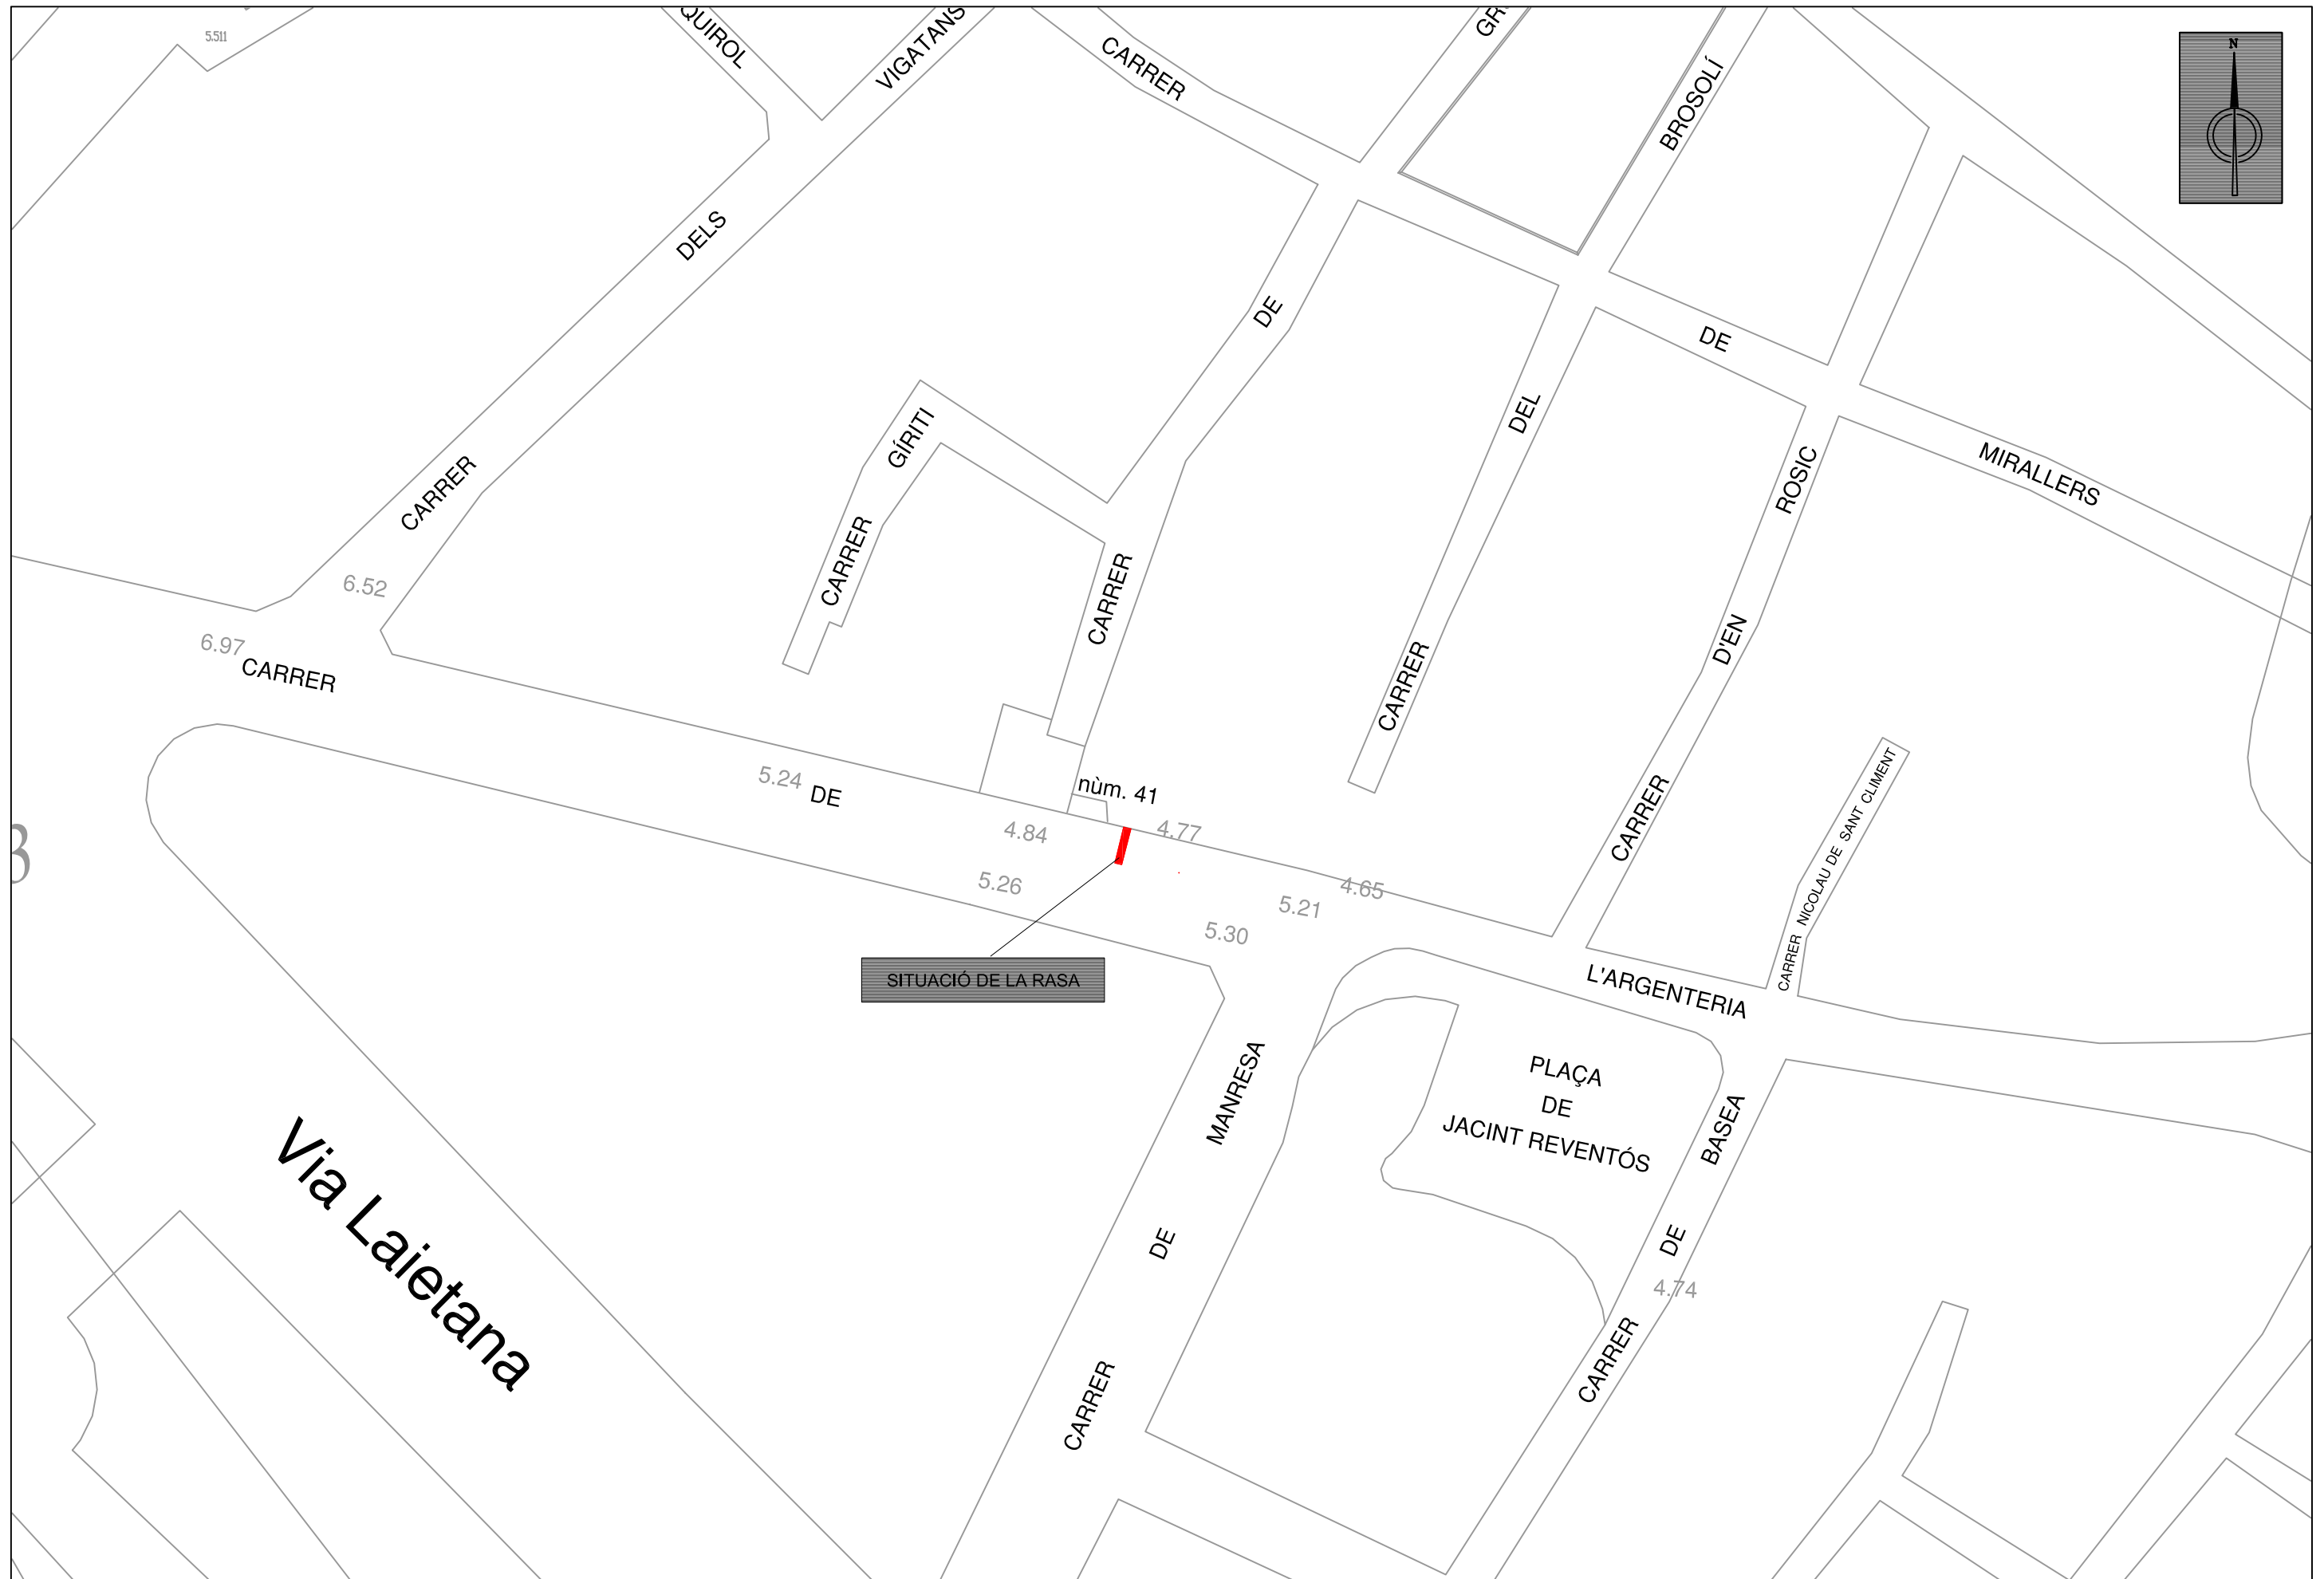 5.511
QUIROL
VIGATANS
CARRER
BROSOLÍ
N
DELS
DE
DE
DEL
GÍRITI
CARRER
ROSIC
MIRALLERS
CARRER
CARRER
6.52
6.97
CARRER
D'EN
CARRER
5.24
DE
nùm. 41
4.84
4.77
CARRER
CARRER NICOLAU DE SANT CLIMENT
5.26
4.65
5.21
5.30
SITUACIÓ DE LA RASA
L'ARGENTERIA
MANRESA
PLAÇA
DE
JACINT REVENTÓS
BASEA
Via Laietana
DE
DE
4.74
CARRER
CARRER